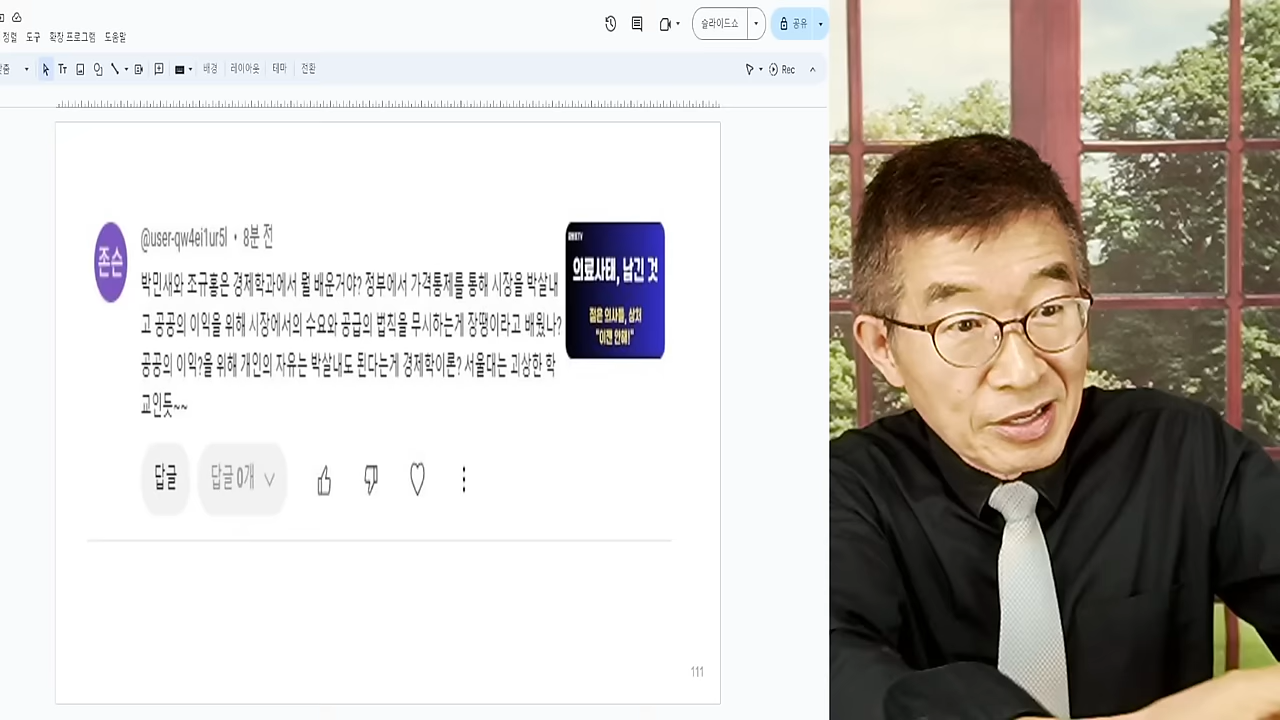 정렬 도구 확장 프로그램 도움말
슬라이드쇼
공유
Tт
배경 레이아웃 테마 전환
Rec
존슨
@user-qw4ei1ur5l • 8분 전
박민새와 조규홍은 경제학과에서 뭘 배운거야? 정부에서 가격통제를 통해 시장을 박살내
고 공공의 이익을 위해 시장에서의 수요와 공급의 법칙을 무시하는게 장땡이라고 배웠나?
공공의 이익?을 위해 개인의 자유는 박살내도 된다는게 경제학이론? 서울대는 괴상한 학
교인듯~~
의료사태, 남긴 것
젊은 의사들, 상처
"이젠 안해!"
답글
답글 0개
111